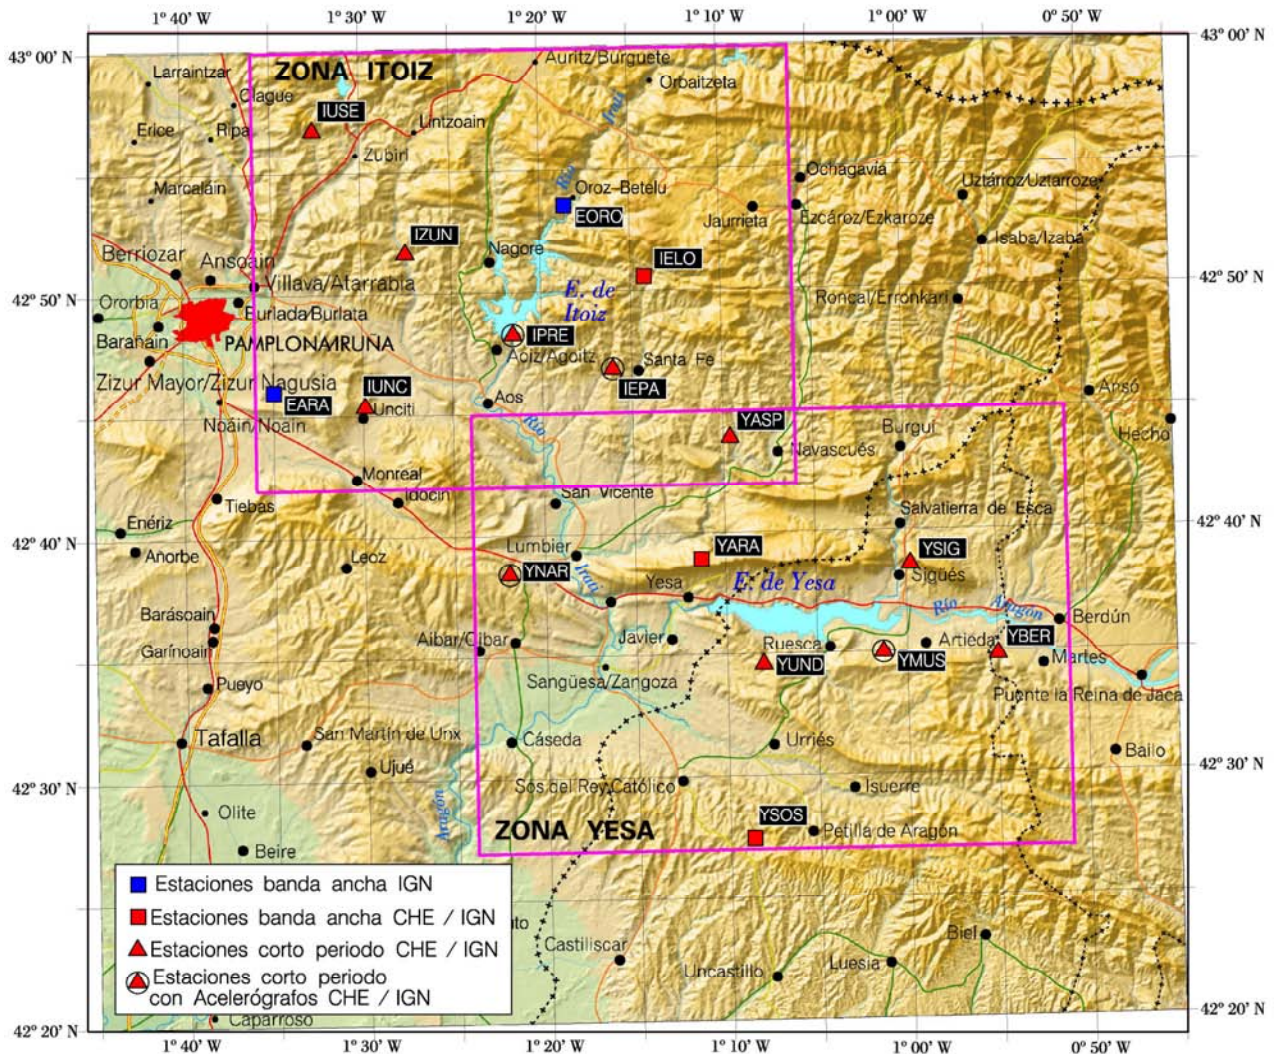 1° 40' W
1° 30' W
1° 20' W
1° 10' W
1° 00' W
0° 50' W
43° 00' N
43° 00' N
ZONA ITOIZ
Auritz/Burguete
Larraintzar
Orbaitzeta
Olague
IUSE
Irati
Lintzoain
Erice
Ripa
Zubiri
Ochagavia
Río
Oroz-Betelu
Uztárroz/Uztarroze
Marcaláin
EORO
Jaurrieta
Ezcároz/Ezkaroze
IZUN
Isaba/Izaba
Berriozar
Ansoáin
Nagore
IELO
42° 50' N
Villava/Atarrabia
E. de
Itoiz
Roncal/Erronkari
42° 50' N
Ororbia
Burlada/Burlata
Barañain
PAMPLONA/IRUÑA
IPRE
Aoiz/Agoitz
Santa Fe
Zizur Mayor/Zizur Nagusia
IUNC
IEPA
Ansó
EARA
Unciti
Aos
Noáin/Noain
YASP
Burgui
Hecho
Río
Navascués
Monreal
Idocin
San Vicente
Tiebas
Salvatierra de Esca
42° 40' N
Enériz
Lumbier
YARA
YSIG
42° 40' N
Añorbe
Leoz
YNAR
Irati
Yesa
E. de Yesa
Sigüés
Río
Aragón
Barásoain
Berdún
Aibar/Oibar
Javier
Ruesca
Artieda
YBER
Garínoain
YUND
YMUS
Martes
Pueyo
Sangüesa/Zangoza
Puente la Reina de Jaca
Tafalla
San Martín de Unx
Cáseda
Urriés
Bailo
42° 30' N
Ujué
Sos del Rey Católico
Isuerre
42° 30' N
Olite
Aragón
YSOS
ZONA YESA
Petilla de Aragón
Beire
Estaciones banda ancha IGN
Estaciones banda ancha CHE / IGN
Estaciones corto periodo CHE / IGN
Estaciones corto periodo
con Acelerógrafos CHE / IGN
Castiliscar
Biel
Uncastillo
Luesia
42° 20' N
Caparroso
42° 20' N
1° 40' W
1° 30' W
1° 20' W
1° 10' W
1° 00' W
0° 50' W